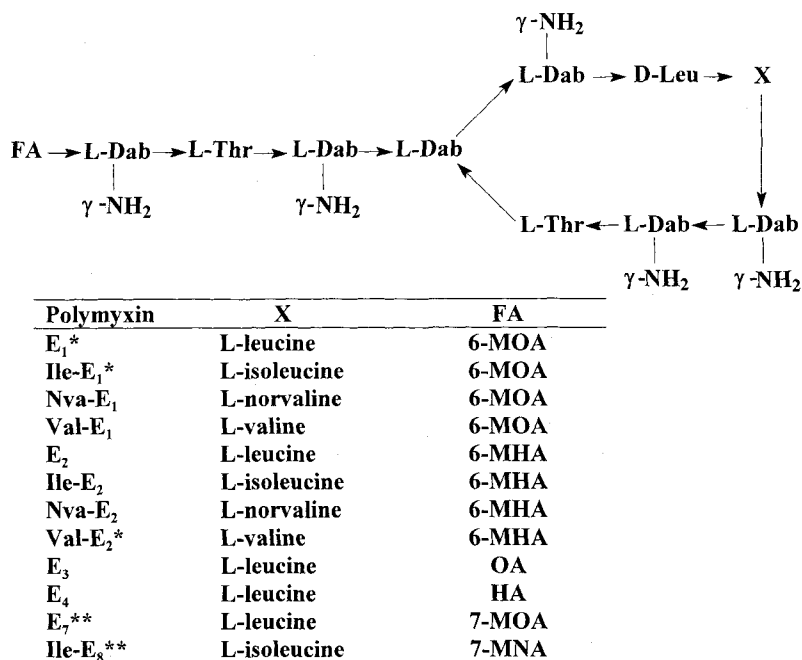 γ-NH₂
L-Dab → D-Leu → X
FA → L-Dab → L-Thr → L-Dab → L-Dab
γ-NH₂ γ-NH₂
L-Thr ← L-Dab ← L-Dab
γ-NH₂ γ-NH₂
Polymyxin X FA
E₁* L-leucine 6-MOA
Ile-E₁* L-isoleucine 6-MOA
Nva-E₁ L-norvaline 6-MOA
Val-E₁ L-valine 6-MOA
E₂ L-leucine 6-MHA
Ile-E₂ L-isoleucine 6-MHA
Nva-E₂ L-norvaline 6-MHA
Val-E₂* L-valine 6-MHA
E₃ L-leucine OA
E₄ L-leucine HA
E₇** L-leucine 7-MOA
Ile-E₈** L-isoleucine 7-MNA